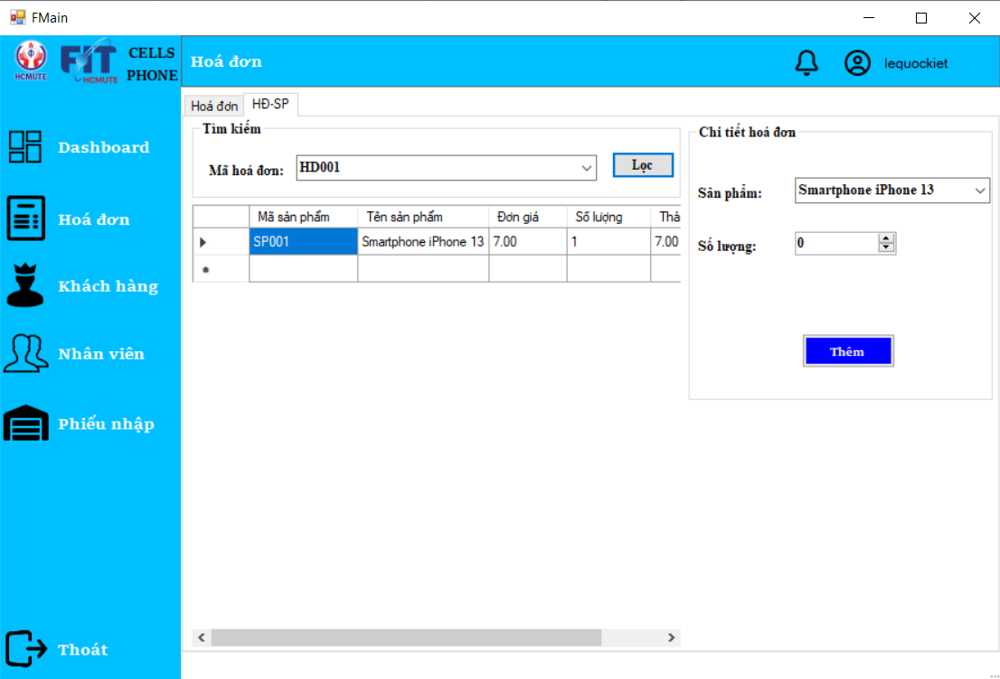 FMain
HCMUTE
FIT
HCMUTE
CELLS
PHONE
Hoá đơn
lequockiet
Dashboard
Hoá đơn
Khách hàng
Nhân viên
Phiếu nhập
Thoát
Hoá đơn HĐ-SP
Tìm kiếm
Mã hoá đơn: HD001 Lọc
Mã sản phẩm Tên sản phẩm Đơn giá Số lượng Thà
SP001 Smartphone iPhone 13 7.00 1 7.00
Chi tiết hoá đơn
Sản phẩm: Smartphone iPhone 13
Số lượng: 0
Thêm